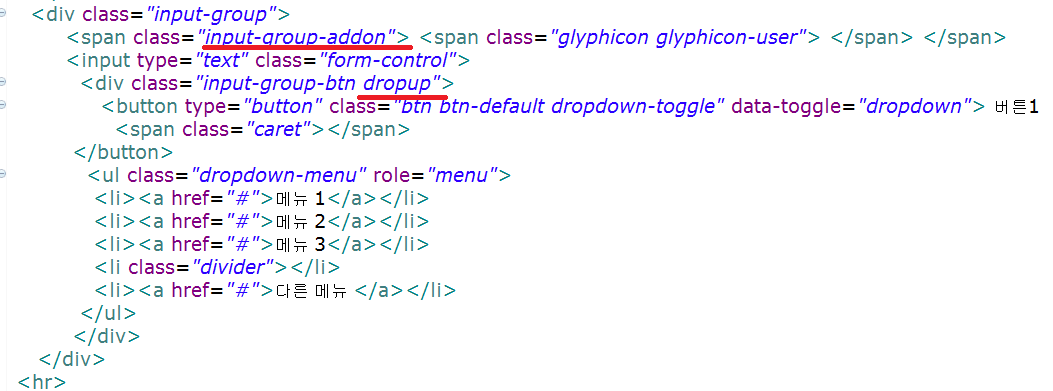 <div class="input-group">
<span class="input-group-addon"> <span class="glyphicon glyphicon-user"> </span> </span>
<input type="text" class="form-control">
<div class="input-group-btn dropup">
<button type="button" class="btn btn-default dropdown-toggle" data-toggle="dropdown"> 버튼1
<span class="caret"></span>
</button>
<ul class="dropdown-menu" role="menu">
<li><a href="#">메뉴 1</a></li>
<li><a href="#">메뉴 2</a></li>
<li><a href="#">메뉴 3</a></li>
<li class="divider"></li>
<li><a href="#">다른 메뉴 </a></li>
</ul>
</div>
</div>
<hr>